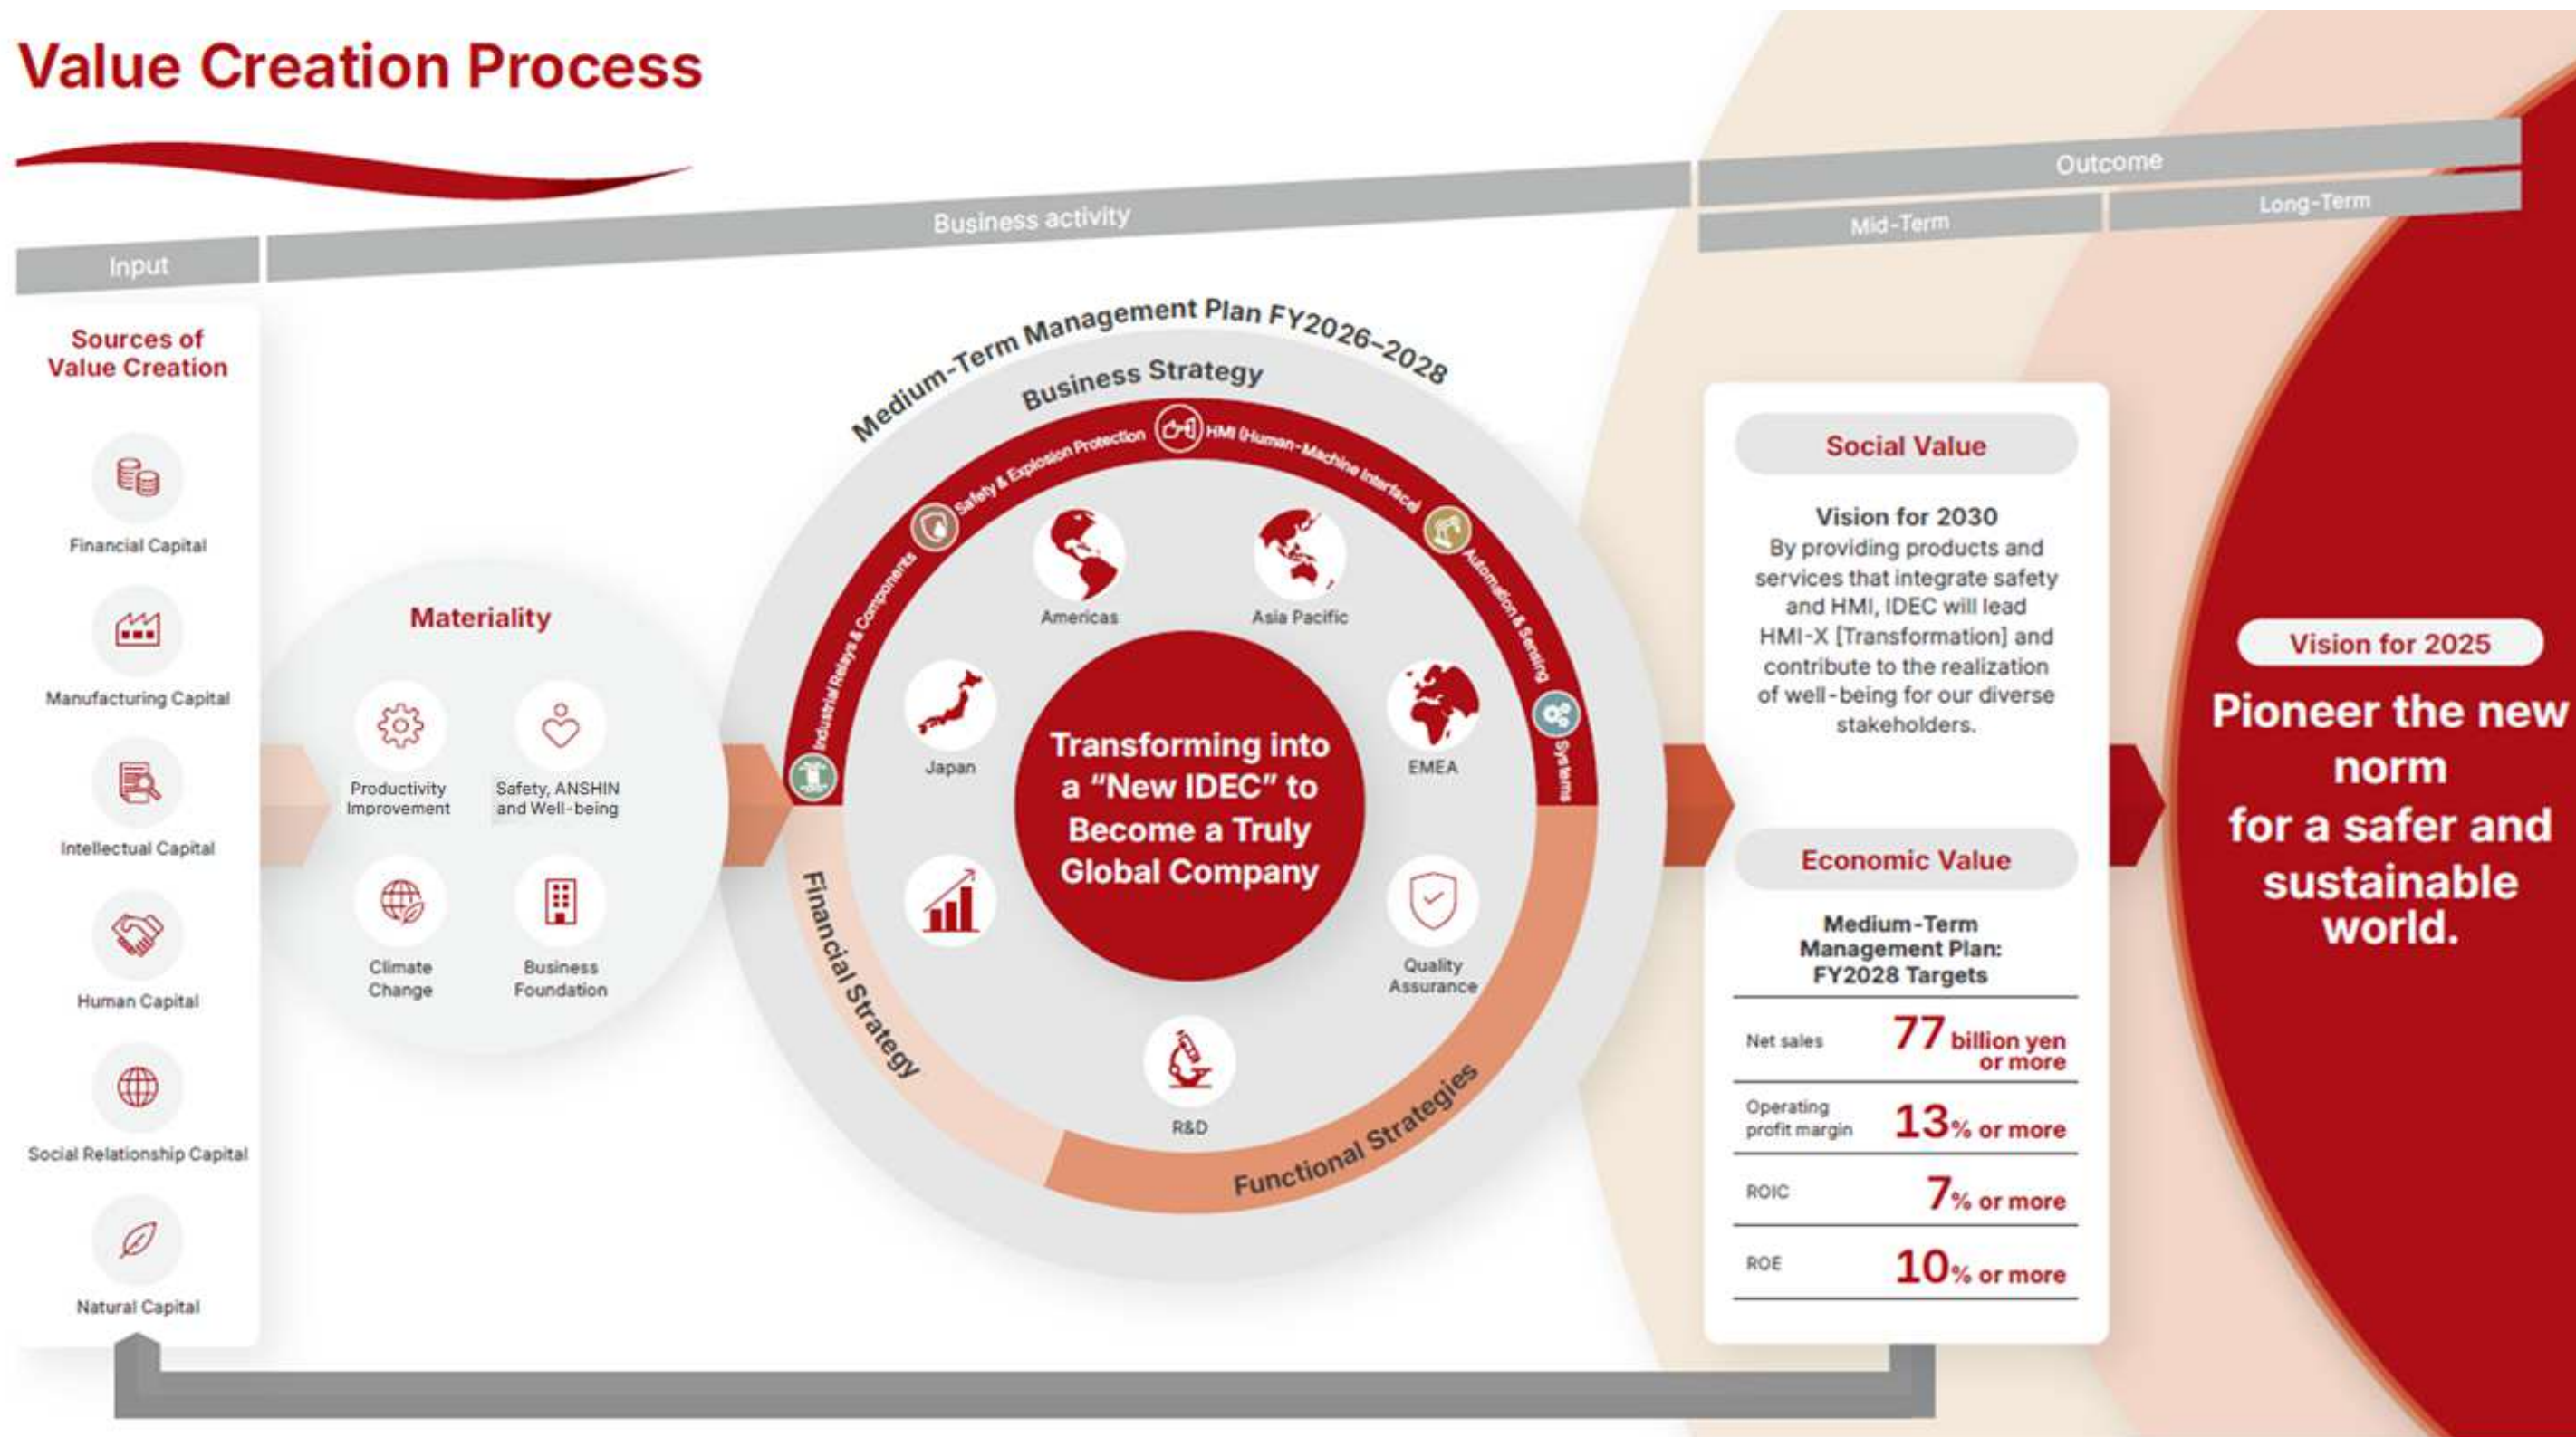 Value Creation Process
Input
Business activity
Outcome
Mid-Term
Long-Term
Sources of
Value Creation
Financial Capital
Manufacturing Capital
Intellectual Capital
Human Capital
Social Relationship Capital
Natural Capital
Materiality
Productivity
Improvement
Safety, ANSHIN
and Well-being
Climate
Change
Business
Foundation
Medium-Term Management Plan FY2026–2028
Business Strategy
Industrial Relays & Components
Safety & Explosion Protection
HMI (Human-Machine Interface)
Automation & Sensing
Systems
Americas
Asia Pacific
Japan
EMEA
Transforming into
a “New IDEC” to
Become a Truly
Global Company
Quality
Assurance
R&D
Financial Strategy
Functional Strategies
Social Value
Vision for 2030
By providing products and
services that integrate safety
and HMI, IDEC will lead
HMI-X [Transformation] and
contribute to the realization
of well-being for our diverse
stakeholders.
Economic Value
Medium-Term
Management Plan:
FY2028 Targets
Net sales 77 billion yen
or more
Operating
profit margin 13% or more
ROIC 7% or more
ROE 10% or more
Vision for 2025
Pioneer the new
norm
for a safer and
sustainable
world.